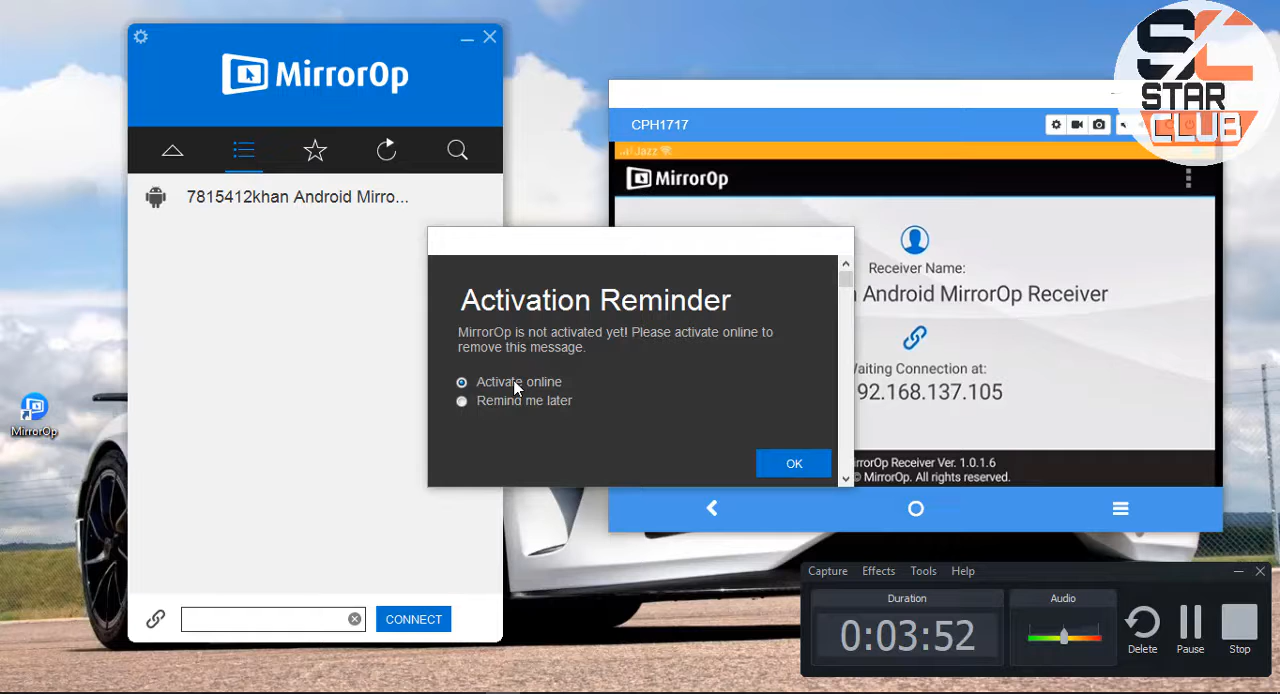 MirrorOp
7815412khan Android Mirro...
CONNECT
MirrorOp
SC
STAR
CLUB
CPH1717
Jazz
MirrorOp
Receiver Name:
Android MirrorOp Receiver
Connection at:
92.168.137.105
Receiver Ver. 1.0.1.6
© MirrorOp. All rights reserved.
Activation Reminder
MirrorOp is not activated yet! Please activate online to
remove this message.
Activate online
Remind me later
OK
Capture Effects Tools Help
Duration
Audio
0:03:52
Delete
Pause
Stop